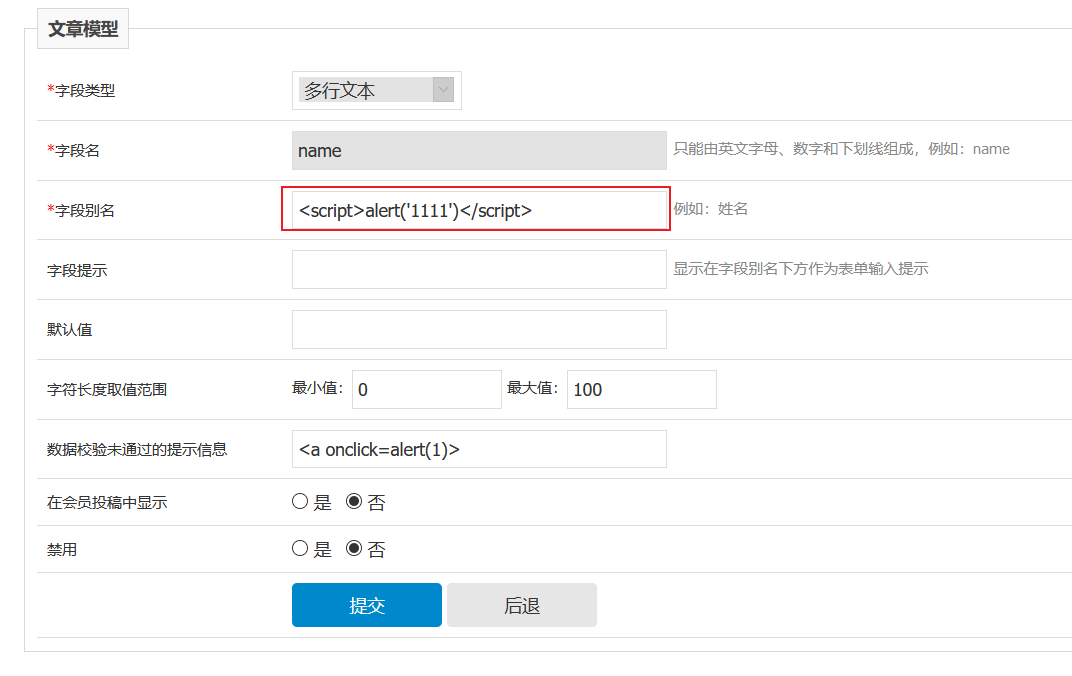 文章模型
*字段类型 多行文本
*字段名 name 只能由英文字母、数字和下划线组成，例如：name
*字段别名 <script>alert('1111')</script> 例如：姓名
字段提示 显示在字段别名下方作为表单输入提示
默认值
字符长度取值范围 最小值： 0 最大值： 100
数据校验未通过的提示信息 <a onclick=alert(1)>
在会员投稿中显示 是 否
禁用 是 否
提交 后退